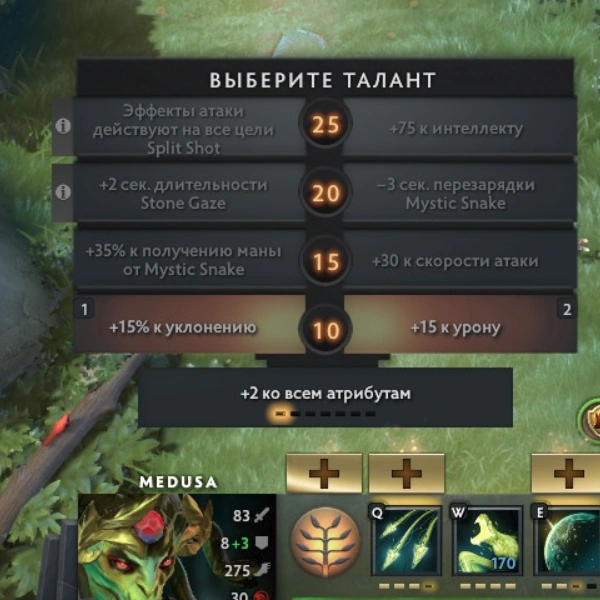 ВЫБЕРИТЕ ТАЛАНТ
Эффекты атаки
действуют на все цели
Split Shot
25
+75 к интеллекту
+2 сек. длительности
Stone Gaze
20
−3 сек. перезарядки
Mystic Snake
+35% к получению маны
от Mystic Snake
15
+30 к скорости атаки
1
+15% к уклонению
10
+15 к урону
2
+2 ко всем атрибутам
MEDUSA
83
8+3
275
30
Q
W
170
E